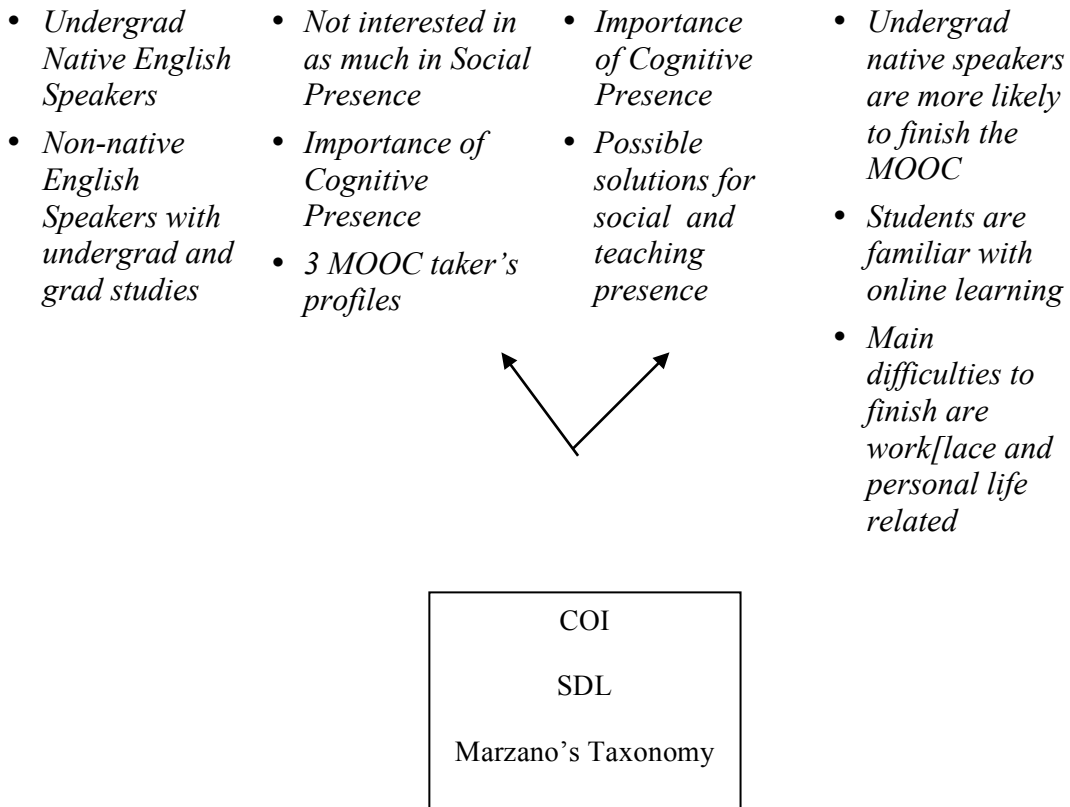 • Undergrad
Native English
Speakers
• Non-native
English
Speakers with
undergrad and
grad studies
• Not interested in
as much in Social
Presence
• Importance of
Cognitive
Presence
• 3 MOOC taker’s
profiles
• Importance
of Cognitive
Presence
• Possible
solutions for
social and
teaching
presence
• Undergrad
native speakers
are more likely
to finish the
MOOC
• Students are
familiar with
online learning
• Main
difficulties to
finish are
work[lace and
personal life
related
COI
SDL
Marzano’s Taxonomy